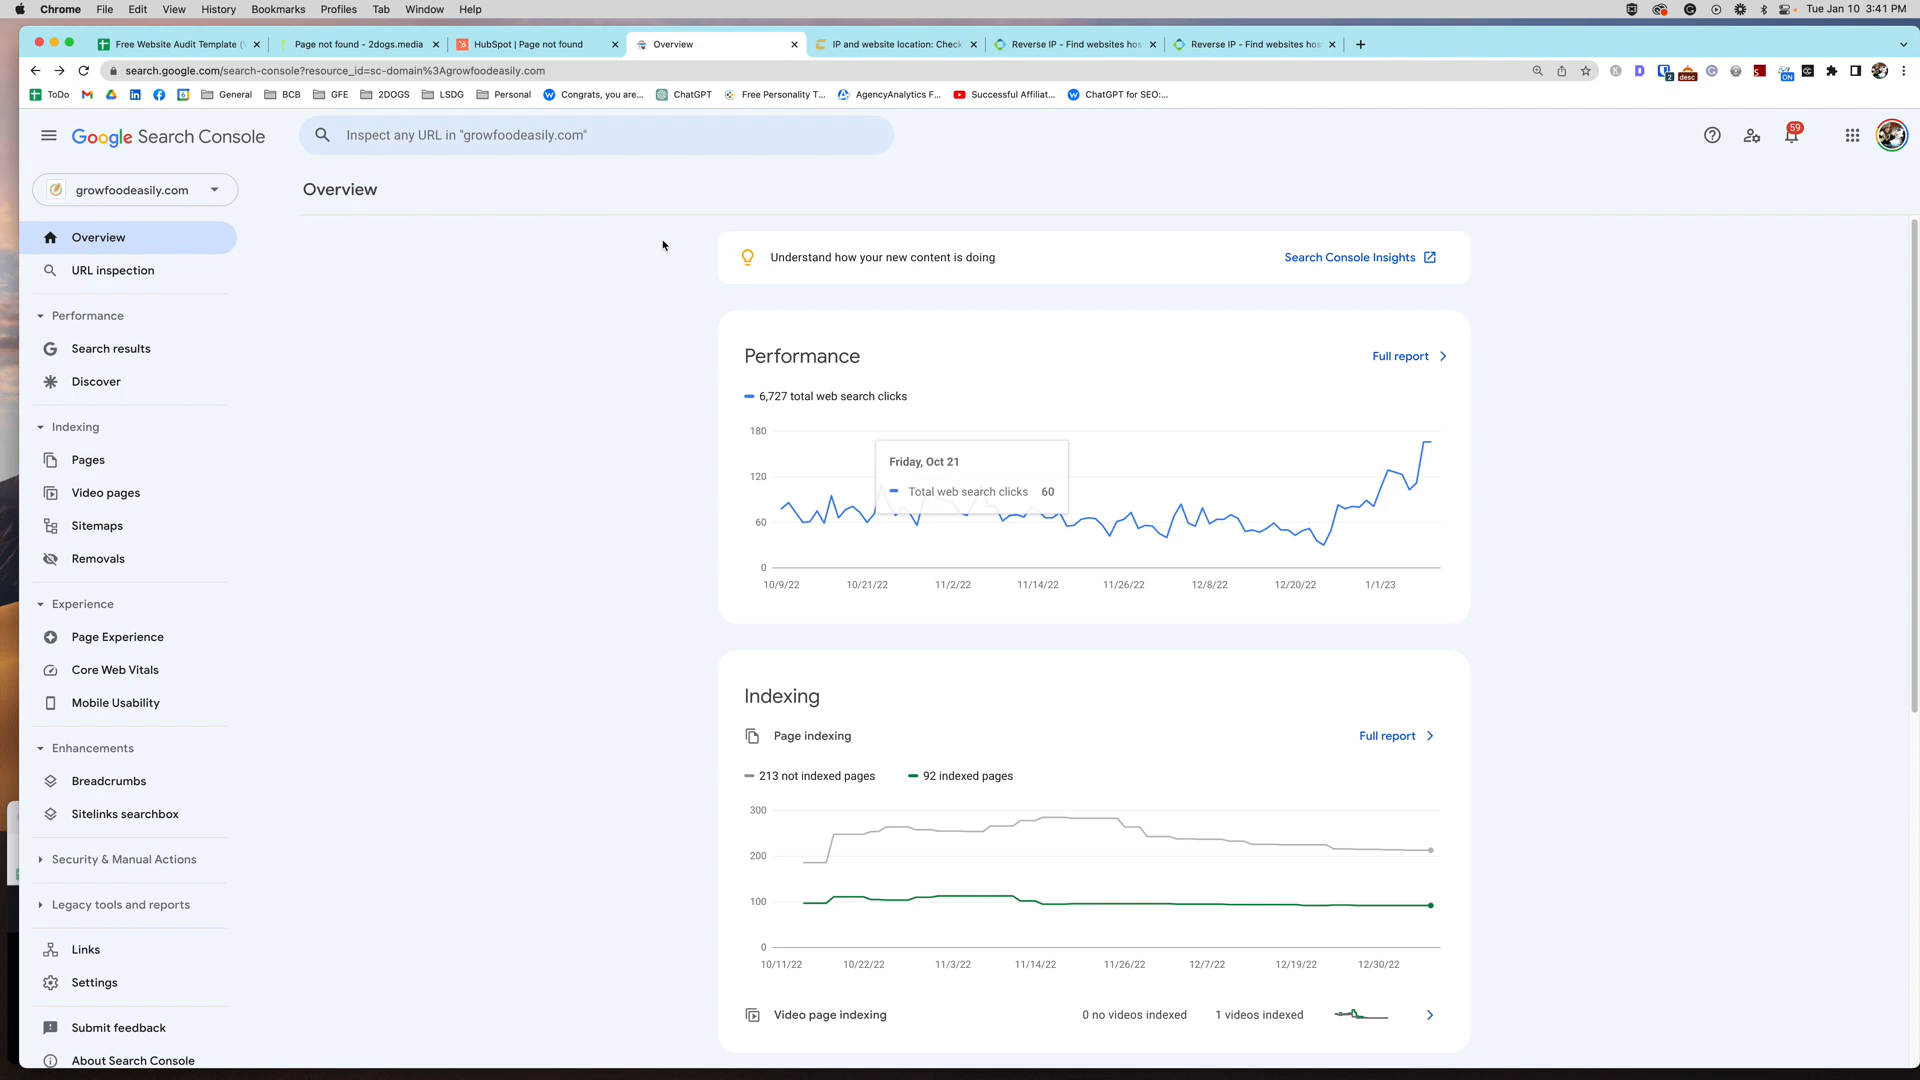 Chrome File Edit View History Bookmarks Profiles Tab Window Help Tue Jan 10 3:41 PM
Free Website Audit Template ( Page not found - 2dogs.media HubSpot | Page not found Overview IP and website location: Check Reverse IP - Find websites hos Reverse IP - Find websites hos
search.google.com/search-console?resource_id=sc-domain%3Agrowfoodeasily.com 2 desc ON
ToDo General BCB GFE 2DOGS LSDG Personal Congrats, you are... ChatGPT Free Personality T... AgencyAnalytics F... Successful Affiliat... ChatGPT for SEO:...
Google Search Console
Inspect any URL in "growfoodeasily.com"
59
growfoodeasily.com
Overview
Overview
URL inspection
Performance
Search results
Discover
Indexing
Pages
Video pages
Sitemaps
Removals
Experience
Page Experience
Core Web Vitals
Mobile Usability
Enhancements
Breadcrumbs
Sitelinks searchbox
Security & Manual Actions
Legacy tools and reports
Links
Settings
Submit feedback
About Search Console
Understand how your new content is doing
Search Console Insights
Performance
Full report
6,727 total web search clicks
180
120
60
0
Friday, Oct 21
Total web search clicks 60
10/9/22 10/21/22 11/2/22 11/14/22 11/26/22 12/8/22 12/20/22 1/1/23
Indexing
Page indexing
Full report
213 not indexed pages 92 indexed pages
300
200
100
0
10/11/22 10/22/22 11/3/22 11/14/22 11/26/22 12/7/22 12/19/22 12/30/22
Video page indexing 0 no videos indexed 1 videos indexed